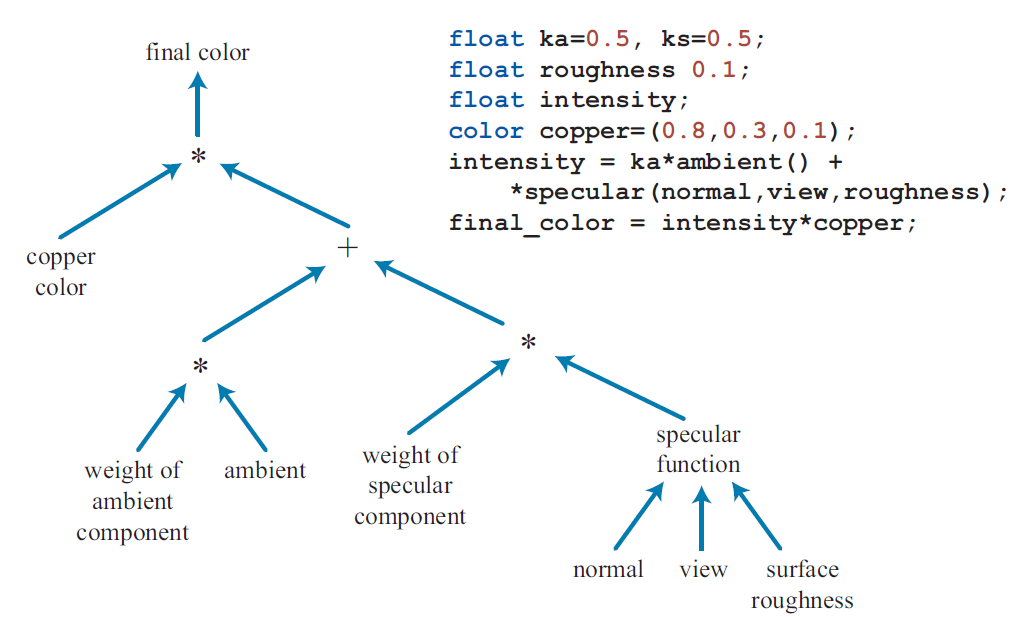 final color
*
copper
color
+
*
*
weight of
ambient
component
ambient
weight of
specular
component
specular
function
normal
view
surface
roughness
float ka=0.5, ks=0.5;
float roughness 0.1;
float intensity;
color copper=(0.8,0.3,0.1);
intensity = ka*ambient() +
*specular(normal,view,roughness);
final_color = intensity*copper;